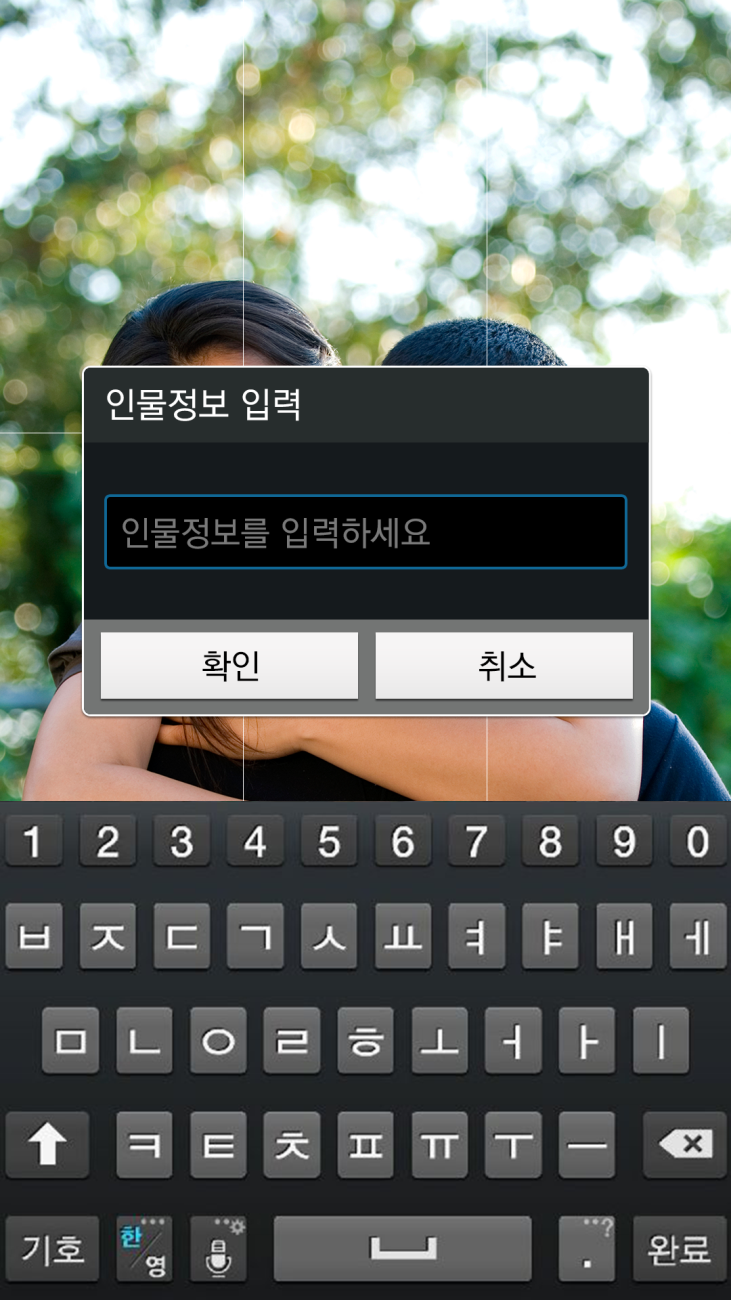 인물정보 입력
인물정보를 입력하세요
확인 취소
1 2 3 4 5 6 7 8 9 0
ㅂ ㅈ ㄷ ㄱ ㅅ ㅛ ㅕ ㅑ ㅐ ㅔ
ㅁ ㄴ ㅇ ㄹ ㅎ ㅗ ㅓ ㅏ ㅣ
ㅋ ㅌ ㅊ ㅍ ㅠ ㅜ ㅡ
기호 한/영 . ? 완료